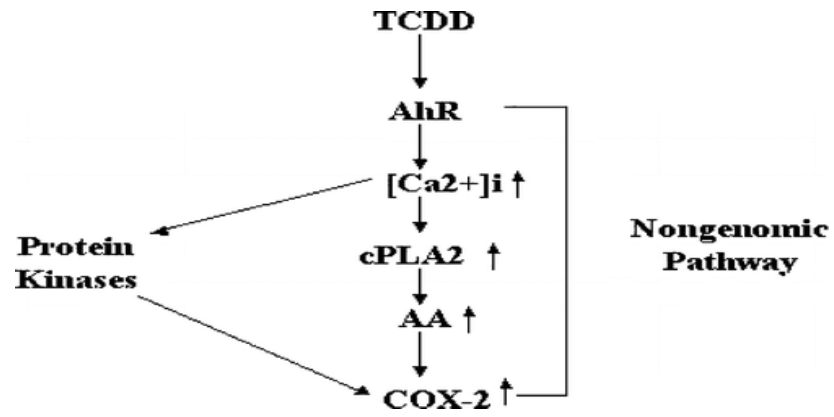 TCDD
AhR
[Ca2+]i ↑
cPLA2 ↑
AA ↑
COX-2 ↑
Protein
Kinases
Nongenomic
Pathway